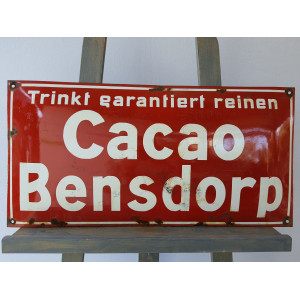 Trinkt garantiert reinen
Cacao
Bensdorp